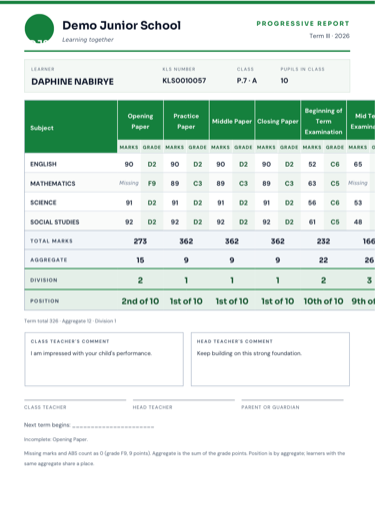 Demo Junior School
Learning together
PROGRESSIVE REPORT
Term III · 2026
LEARNER
DAPHINE NABIRYE
KLS NUMBER
KLS0010057
CLASS
P.7 · A
PUPILS IN CLASS
10
Subject Opening Paper Practice Paper Middle Paper Closing Paper Beginning of Term Examination Mid Te Examina
MARKS GRADE MARKS GRADE MARKS GRADE MARKS GRADE MARKS GRADE MARKS G
ENGLISH 90 D2 90 D2 90 D2 90 D2 52 C6 65
MATHEMATICS Missing F9 89 C3 89 C3 89 C3 63 C5 Missing
SCIENCE 91 D2 91 D2 91 D2 91 D2 56 C6 53
SOCIAL STUDIES 92 D2 92 D2 92 D2 92 D2 61 C5 48
TOTAL MARKS 273 362 362 362 232 166
AGGREGATE 15 9 9 9 22 26
DIVISION 2 1 1 1 2 3
POSITION 2nd of 10 1st of 10 1st of 10 1st of 10 10th of 10 9th of
Term total 326 · Aggregate 12 · Division 1
CLASS TEACHER'S COMMENT
I am impressed with your child's performance.
HEAD TEACHER'S COMMENT
Keep building on this strong foundation.
CLASS TEACHER HEAD TEACHER PARENT OR GUARDIAN
Next term begins: ________________________
Incomplete: Opening Paper.
Missing marks and ABS count as 0 (grade F9, 9 points). Aggregate is the sum of the grade points. Position is by aggregate; learners with the
same aggregate share a place.